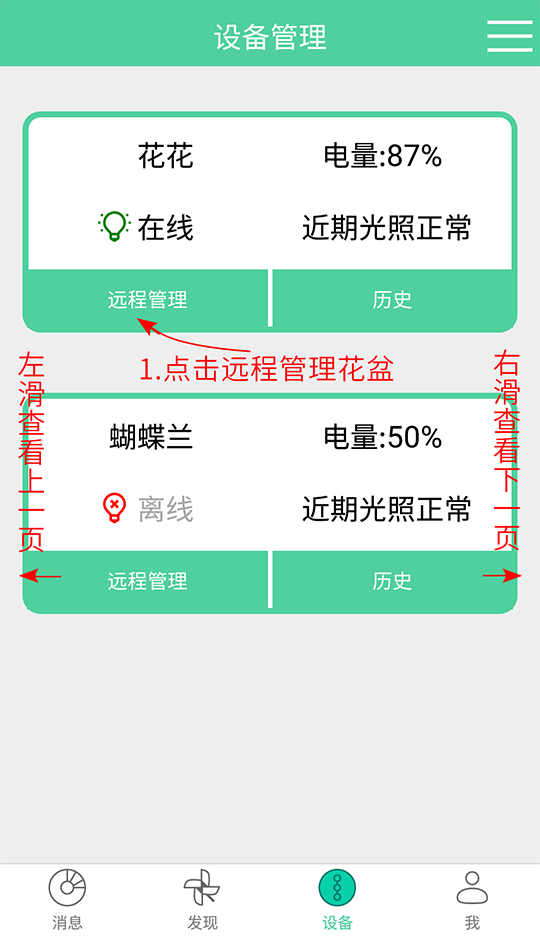 设备管理
花花
电量:87%
在线
近期光照正常
远程管理
历史
1.点击远程管理花盆
左滑查看上一页
右滑查看下一页
蝴蝶兰
电量:50%
离线
近期光照正常
远程管理
历史
消息
发现
设备
我